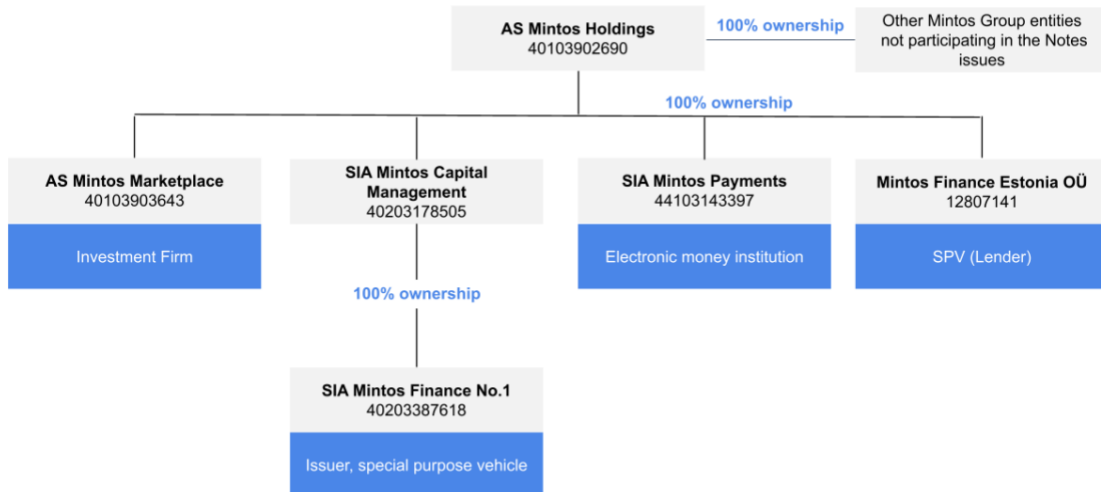 AS Mintos Holdings
40103902690
100% ownership
Other Mintos Group entities
not participating in the Notes
issues
100% ownership
AS Mintos Marketplace
40103903643
Investment Firm
SIA Mintos Capital
Management
40203178505
SIA Mintos Payments
44103143397
Electronic money institution
Mintos Finance Estonia OÜ
12807141
SPV (Lender)
100% ownership
SIA Mintos Finance No.1
40203387618
Issuer, special purpose vehicle